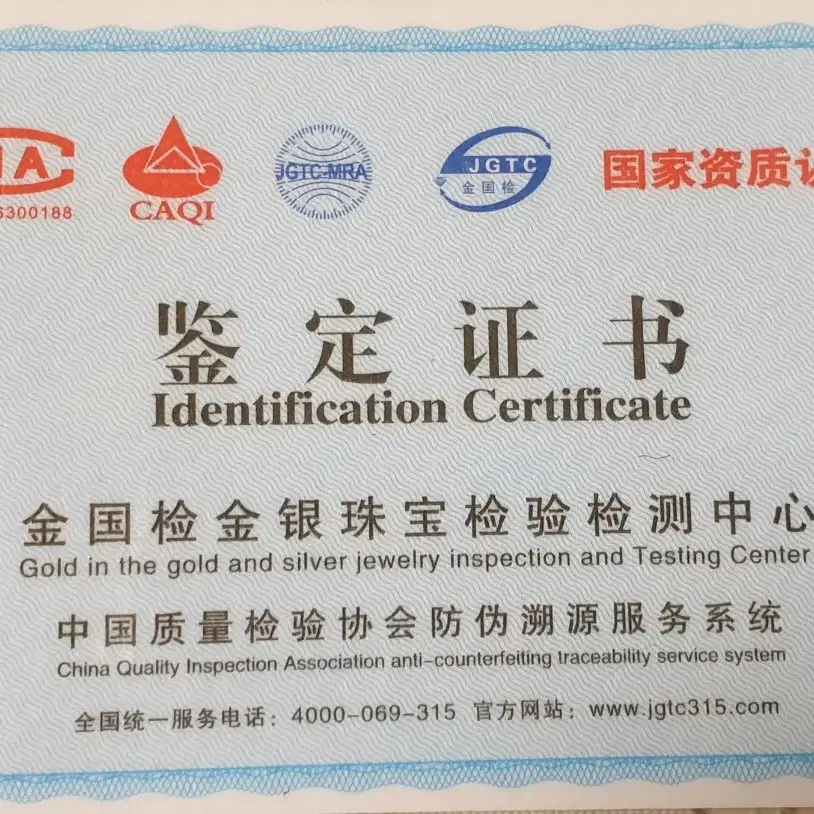 MA CAQI JGTC-MRA JGTC 国家资质认
6300188 金国检
鉴定证书
Identification Certificate
金国检金银珠宝检验检测中心
Gold in the gold and silver jewelry inspection and Testing Center
中国质量检验协会防伪溯源服务系统
China Quality Inspection Association anti-counterfeiting traceability service system
全国统一服务电话：4000-069-315 官方网站：www.jgtc315.com